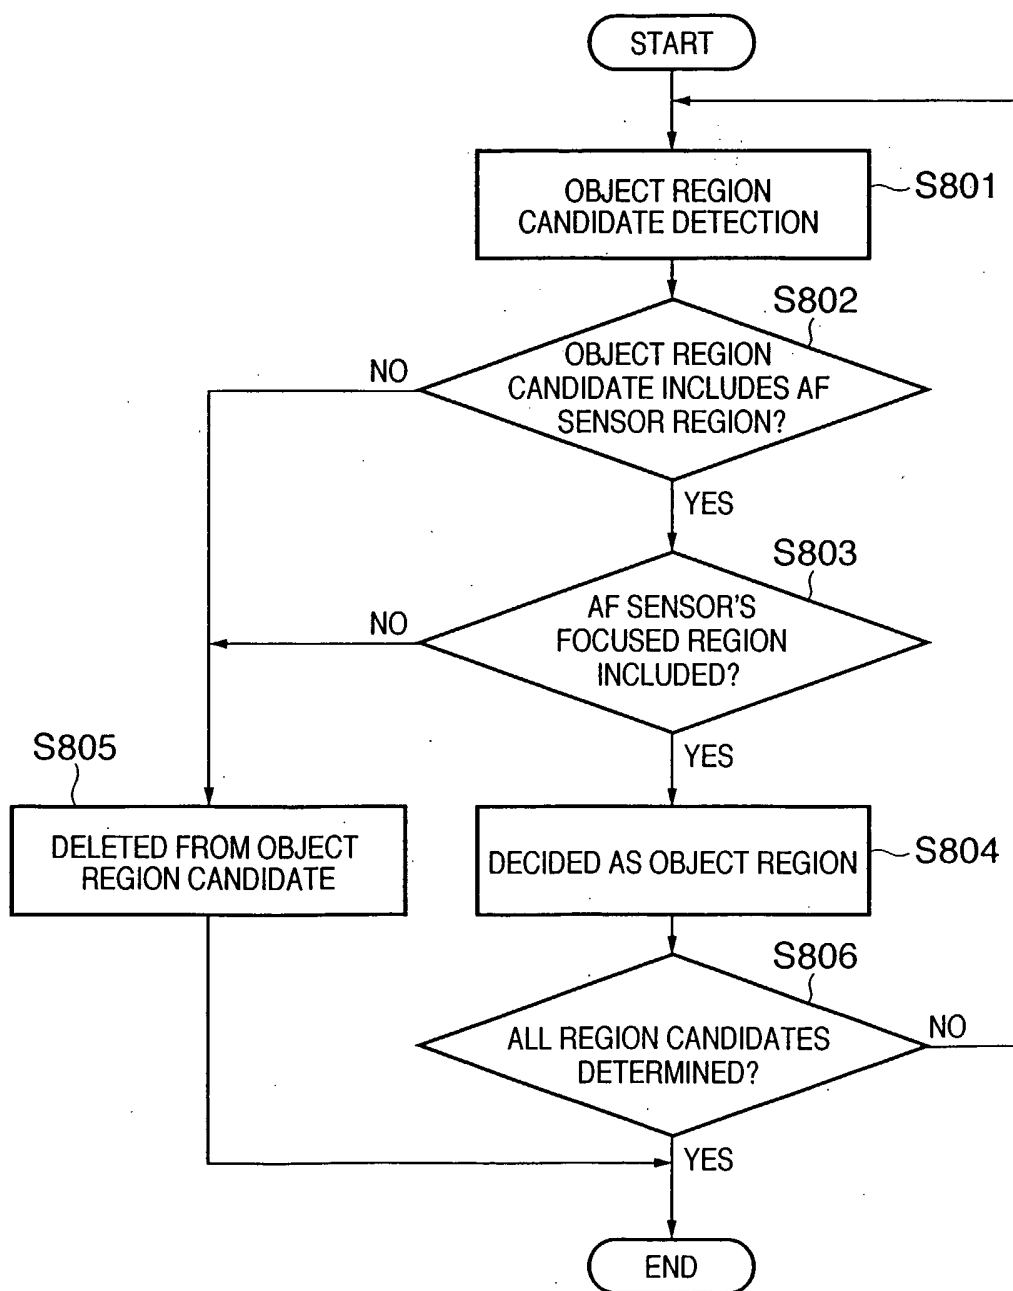 START
OBJECT REGION
CANDIDATE DETECTION
S801
S802
OBJECT REGION
CANDIDATE INCLUDES AF
SENSOR REGION?
NO
YES
S803
AF SENSOR'S
FOCUSED REGION
INCLUDED?
NO
YES
S805
DELETED FROM OBJECT
REGION CANDIDATE
DECIDED AS OBJECT REGION
S804
S806
ALL REGION CANDIDATES
DETERMINED?
NO
YES
END